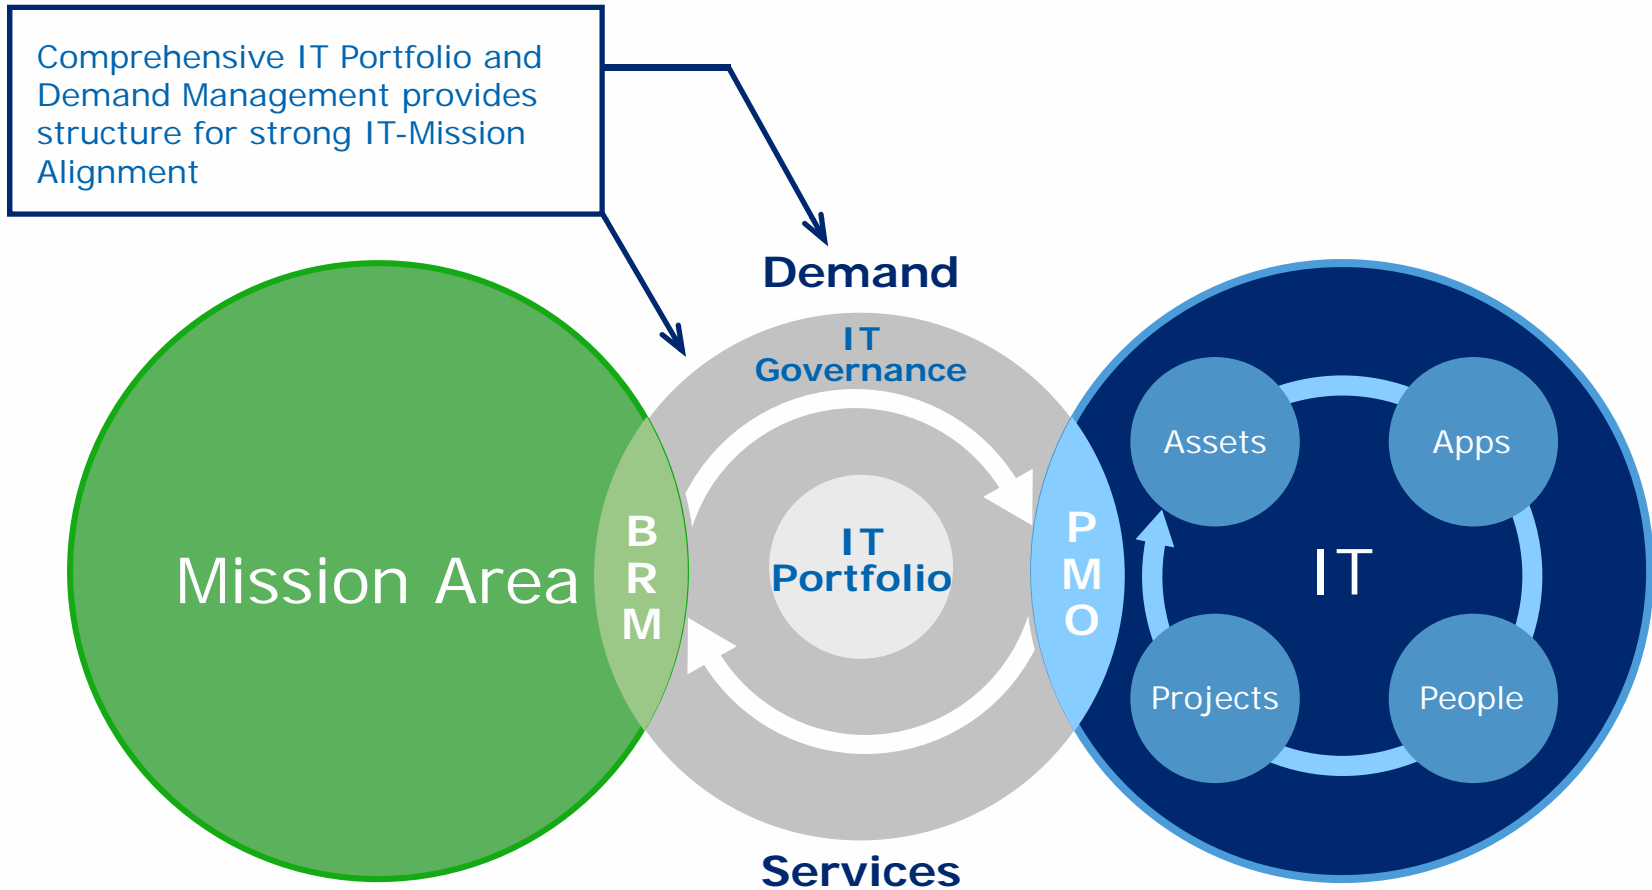 Comprehensive IT Portfolio and
Demand Management provides
structure for strong IT-Mission
Alignment
Demand
IT
Governance
Mission Area
B
R
M
IT
Portfolio
P
M
O
Assets
Apps
IT
Projects
People
Services